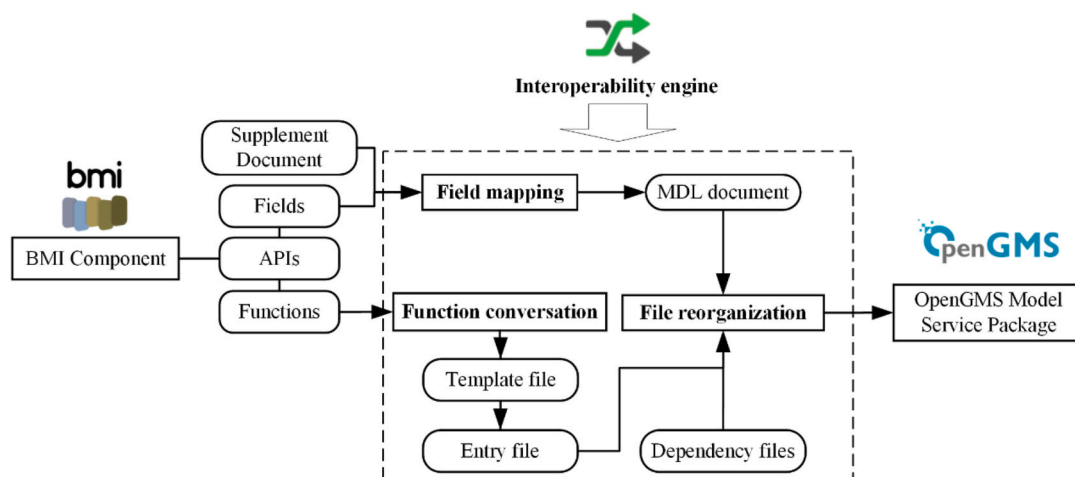 Interoperability engine
Supplement
Document
bmi
Fields
Field mapping
MDL document
BMI Component
APIs
OpenGMS
Functions
Function conversation
File reorganization
OpenGMS Model
Service Package
Template file
Entry file
Dependency files